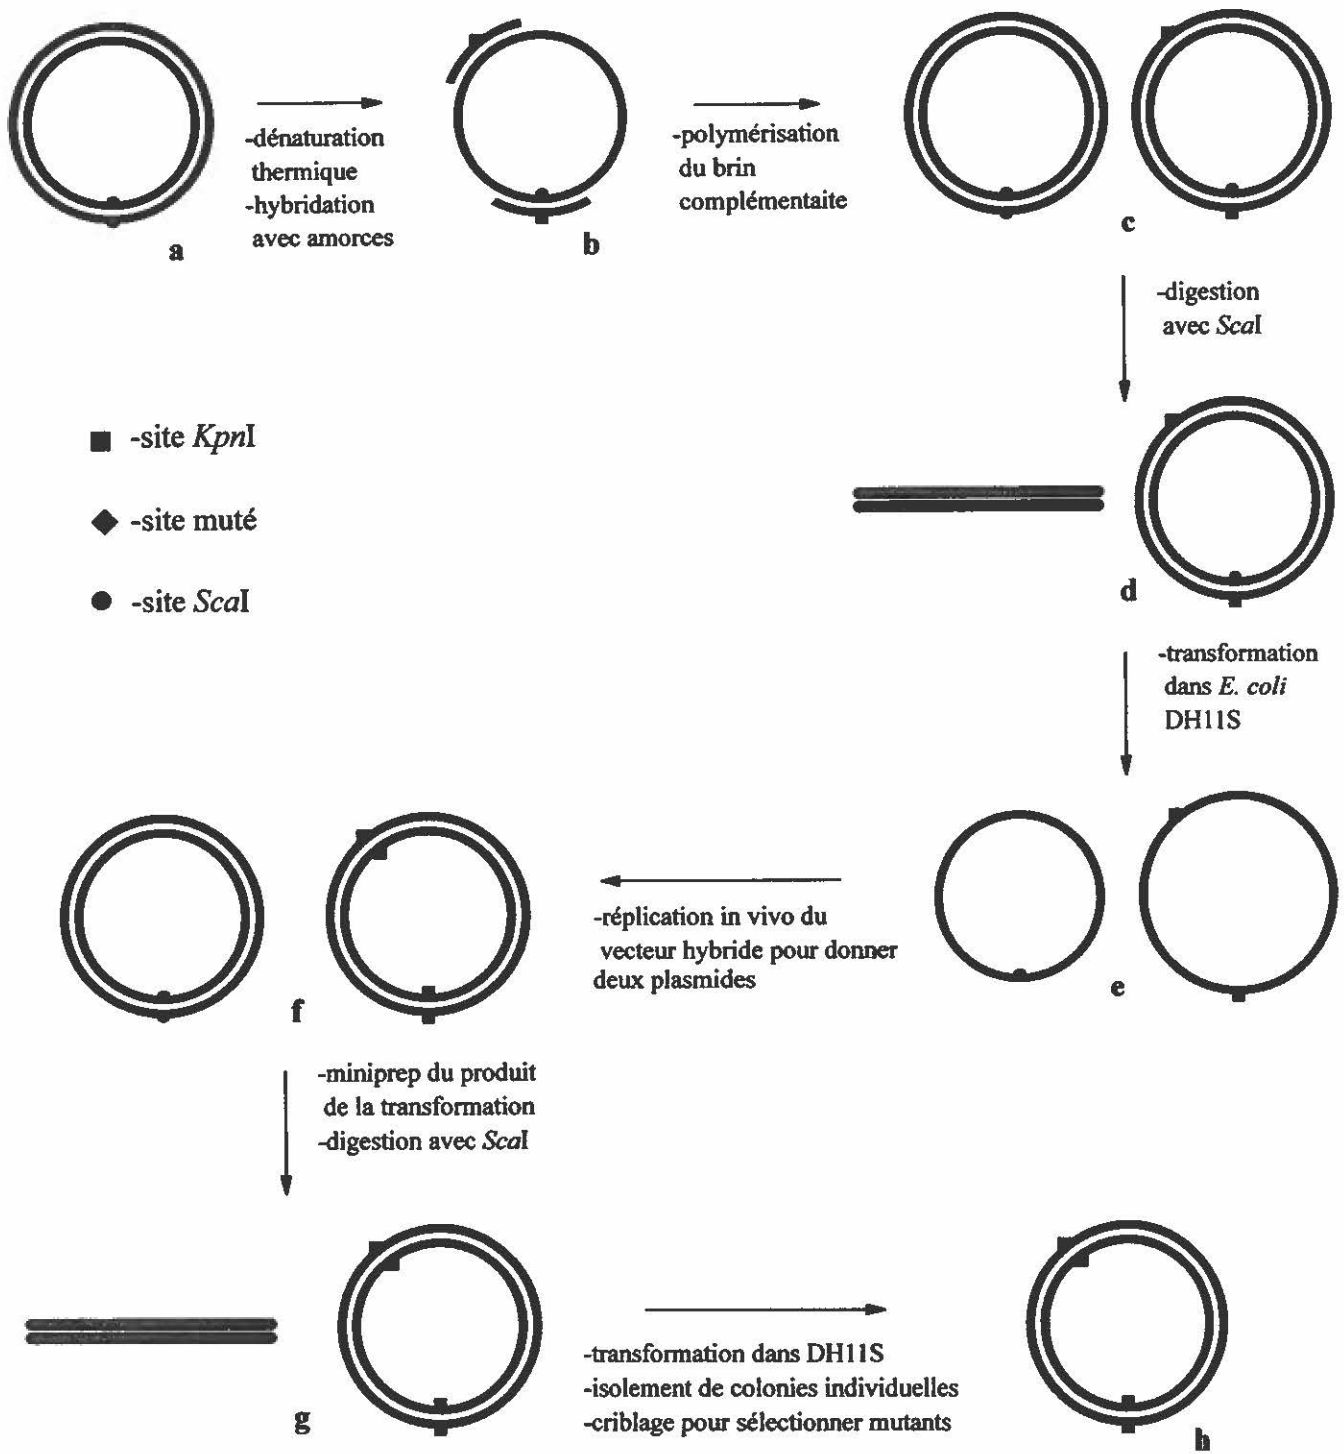 -dénaturation
thermique
-hybridation
avec amorces
a
b
-polymérisation
du brin
complémentaite
c
-digestion
avec ScaI
-site KpnI
-site muté
-site ScaI
d
-transformation
dans E. coli
DH11S
e
-réplication in vivo du
vecteur hybride pour donner
deux plasmides
f
-miniprep du produit
de la transformation
-digestion avec ScaI
g
-transformation dans DH11S
-isolement de colonies individuelles
-criblage pour sélectionner mutants
h